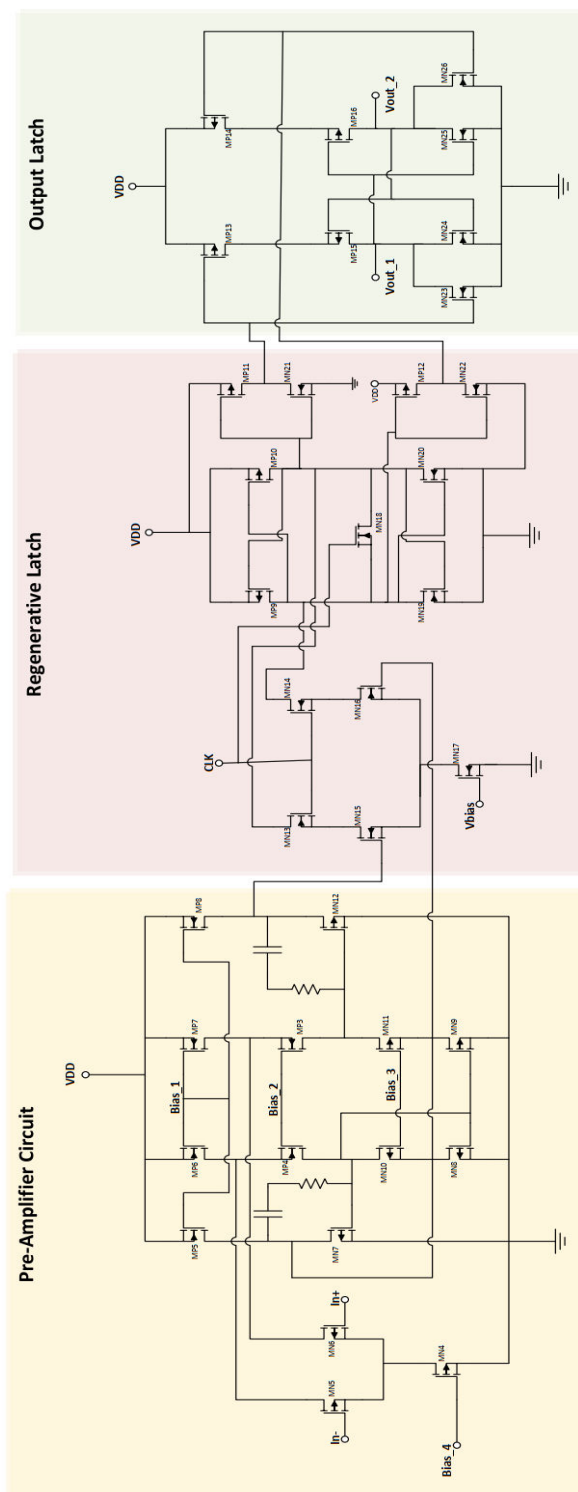 Pre-Amplifier Circuit
VDD
MP5
MP6
MP7
MP8
Bias_1
MP4
MP3
Bias_2
MN7
MN10
MN11
Bias_3
MN12
MN8
MN9
MN5
MN6
In-
In+
MN4
Bias_4
Regenerative Latch
VDD
CLK
MP9
MP10
MP11
MN21
MN13
MN14
MN15
MN16
MN17
Vbias
MN18
VDD
MP12
MN22
MN19
MN20
Output Latch
VDD
MP13
MP14
MP15
MP16
Vout_1
Vout_2
MN23
MN24
MN25
MN26